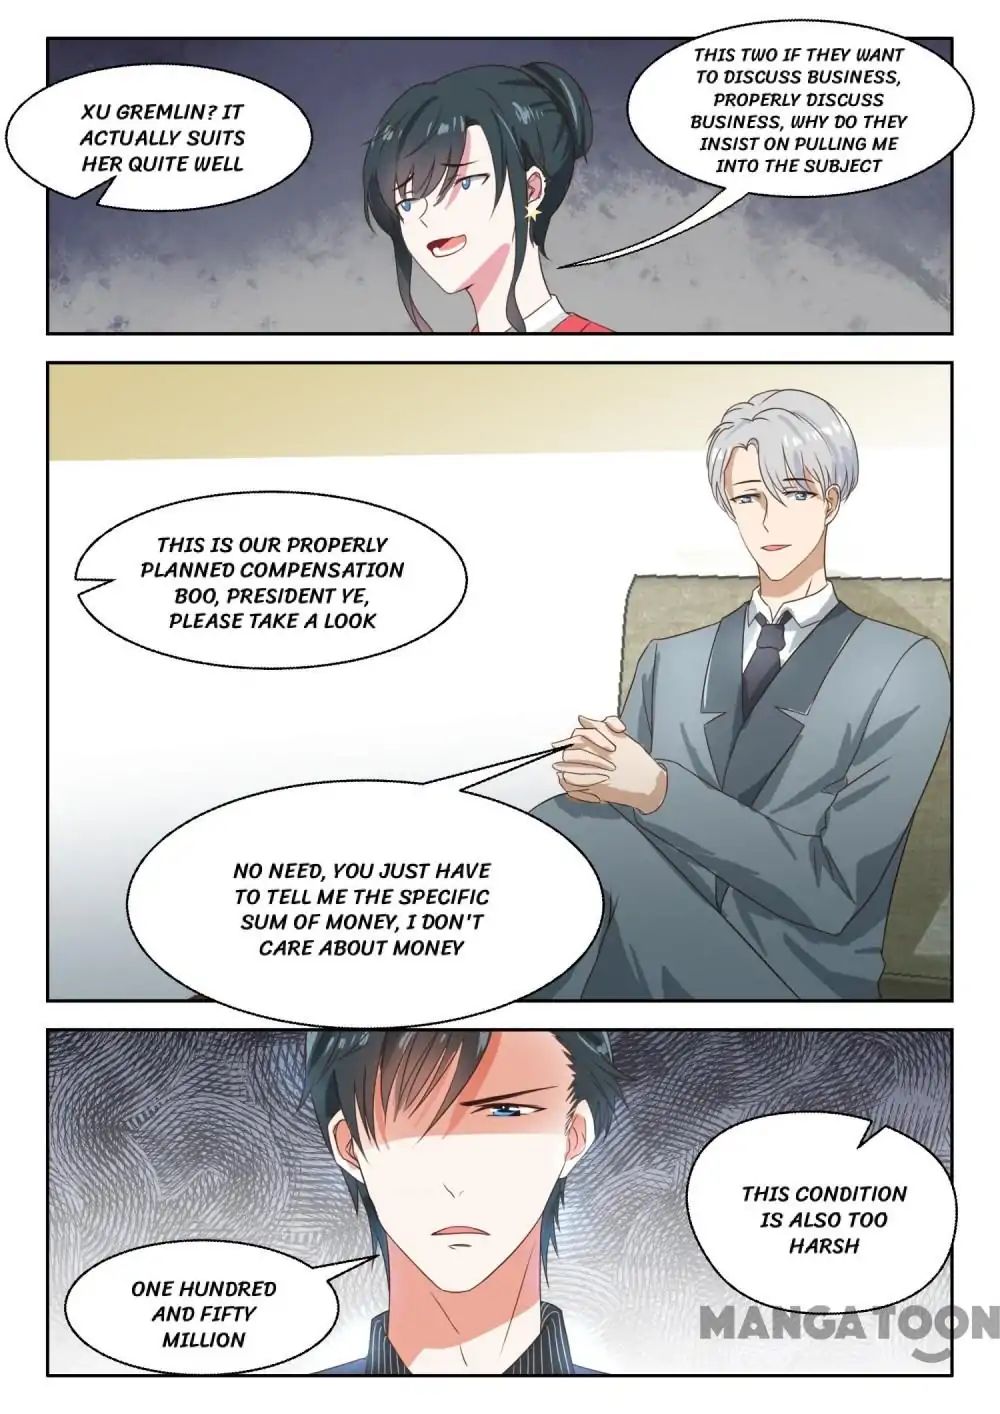 XU GREMLIN? IT
ACTUALLY SUITS
HER QUITE WELL
THIS TWO IF THEY WANT
TO DISCUSS BUSINESS,
PROPERLY DISCUSS
BUSINESS, WHY DO THEY
INSIST ON PULLING ME
INTO THE SUBJECT
THIS IS OUR PROPERLY
PLANNED COMPENSATION
BOO, PRESIDENT YE,
PLEASE TAKE A LOOK
NO NEED, YOU JUST HAVE
TO TELL ME THE SPECIFIC
SUM OF MONEY, I DON'T
CARE ABOUT MONEY
THIS CONDITION
IS ALSO TOO
HARSH
ONE HUNDRED
AND FIFTY
MILLION
MANGATOON